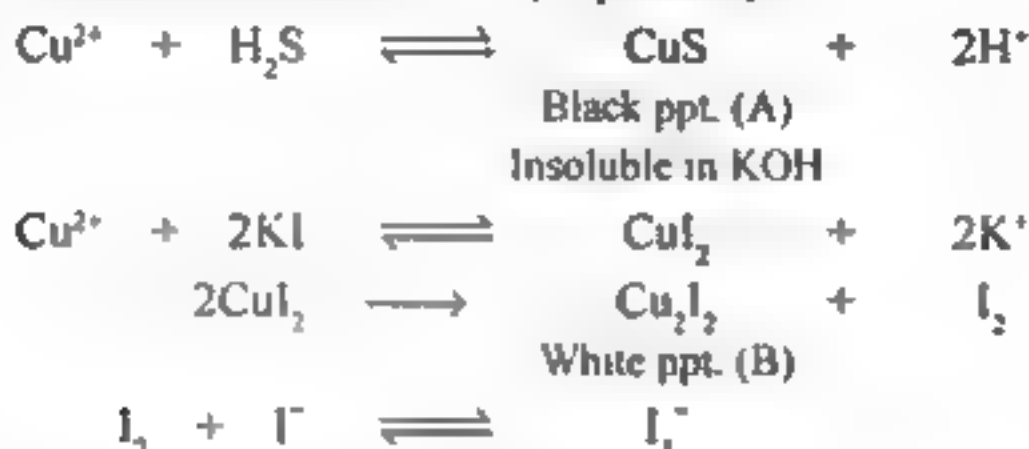 Cu²⁺ + H₂S ⇌ CuS + 2H⁺
Black ppt. (A)
Insoluble in KOH
Cu²⁺ + 2KI ⇌ CuI₂ + 2K⁺
2CuI₂ → Cu₂I₂ + I₂
White ppt. (B)
I₂ + I⁻ ⇌